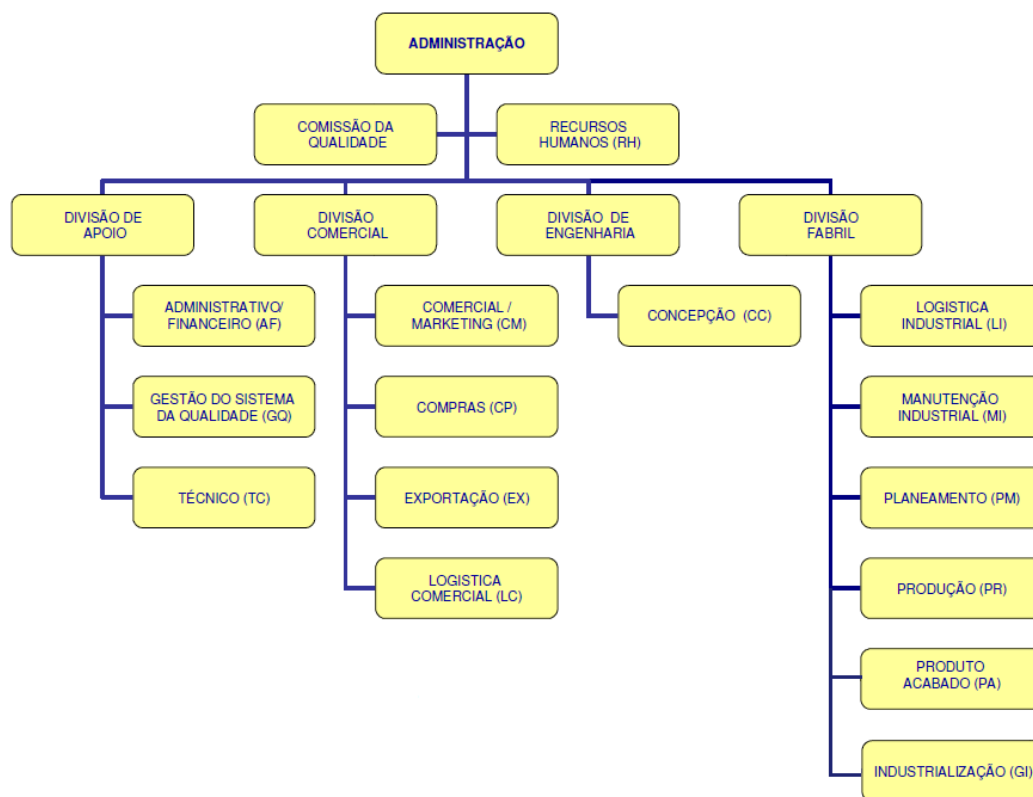 ADMINISTRAÇÃO
COMISSÃO DA
QUALIDADE
RECURSOS
HUMANOS (RH)
DIVISÃO DE
APOIO
DIVISÃO
COMERCIAL
DIVISÃO DE
ENGENHARIA
DIVISÃO
FABRIL
ADMINISTRATIVO/
FINANCEIRO (AF)
GESTÃO DO SISTEMA
DA QUALIDADE (GQ)
TÉCNICO (TC)
COMERCIAL /
MARKETING (CM)
COMPRAS (CP)
EXPORTAÇÃO (EX)
LOGISTICA
COMERCIAL (LC)
CONCEPÇÃO (CC)
LOGISTICA
INDUSTRIAL (LI)
MANUTENÇÃO
INDUSTRIAL (MI)
PLANEAMENTO (PM)
PRODUÇÃO (PR)
PRODUTO
ACABADO (PA)
INDUSTRIALIZAÇÃO (GI)